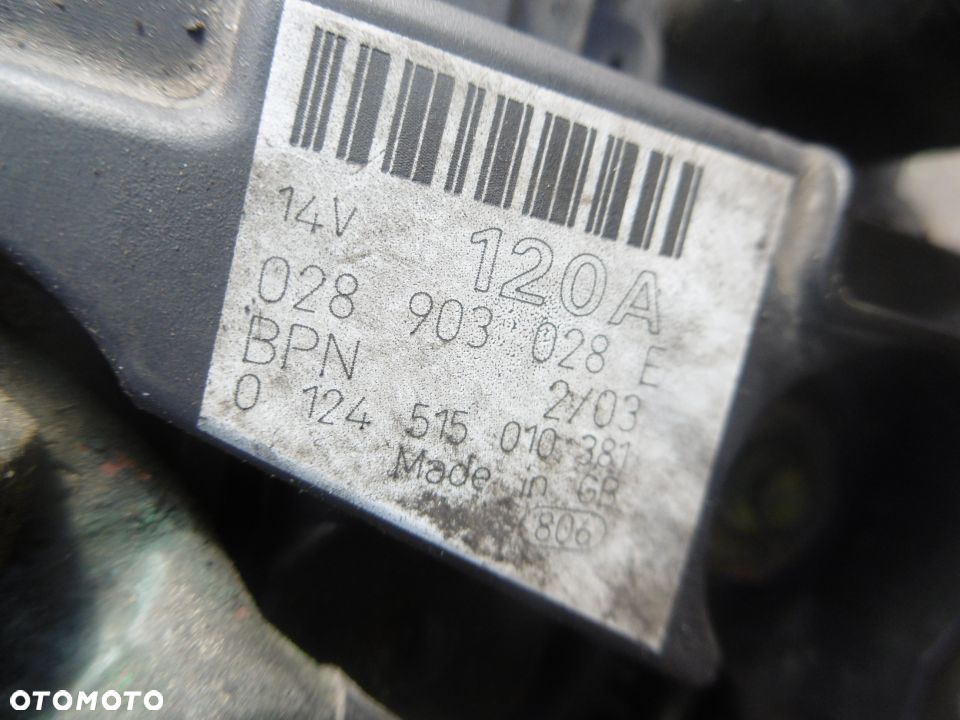 14V 120A
028 903 028 E
BPN 2/03
0 124 515 010 381
Made in GB
806
OTOMOTO